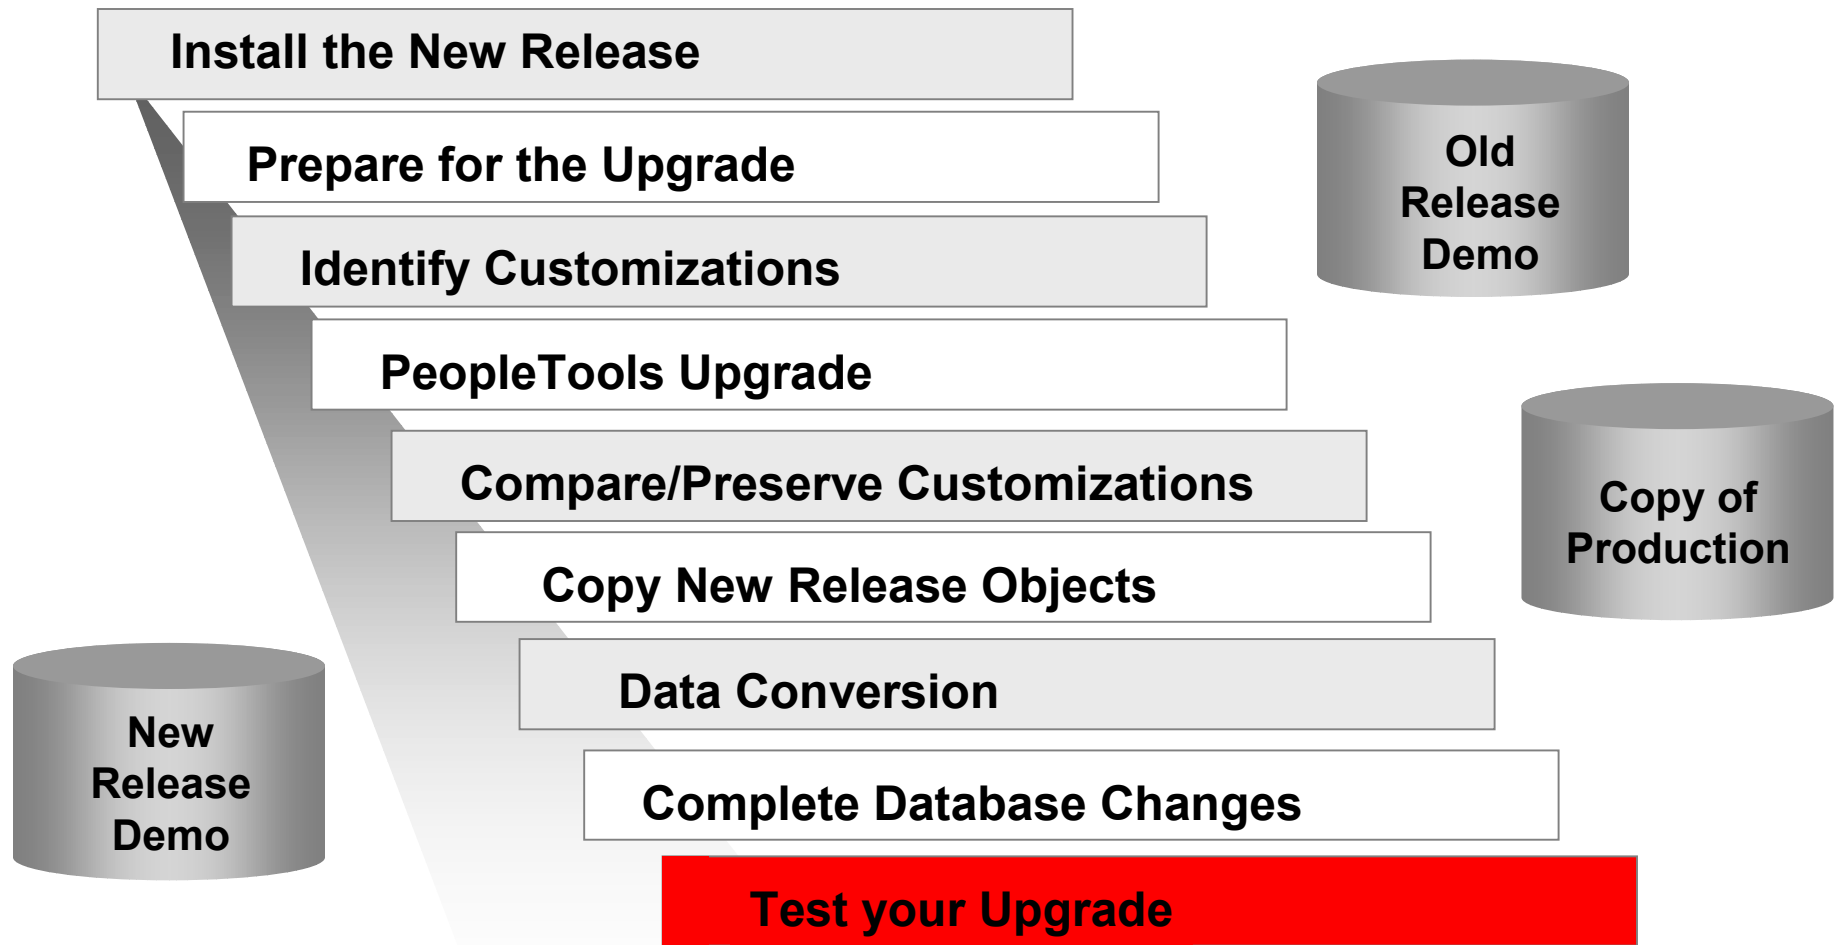 Install the New Release
Prepare for the Upgrade
Identify Customizations
PeopleTools Upgrade
Compare/Preserve Customizations
Copy New Release Objects
Data Conversion
Complete Database Changes
Test your Upgrade
Old
Release
Demo
Copy of
Production
New
Release
Demo